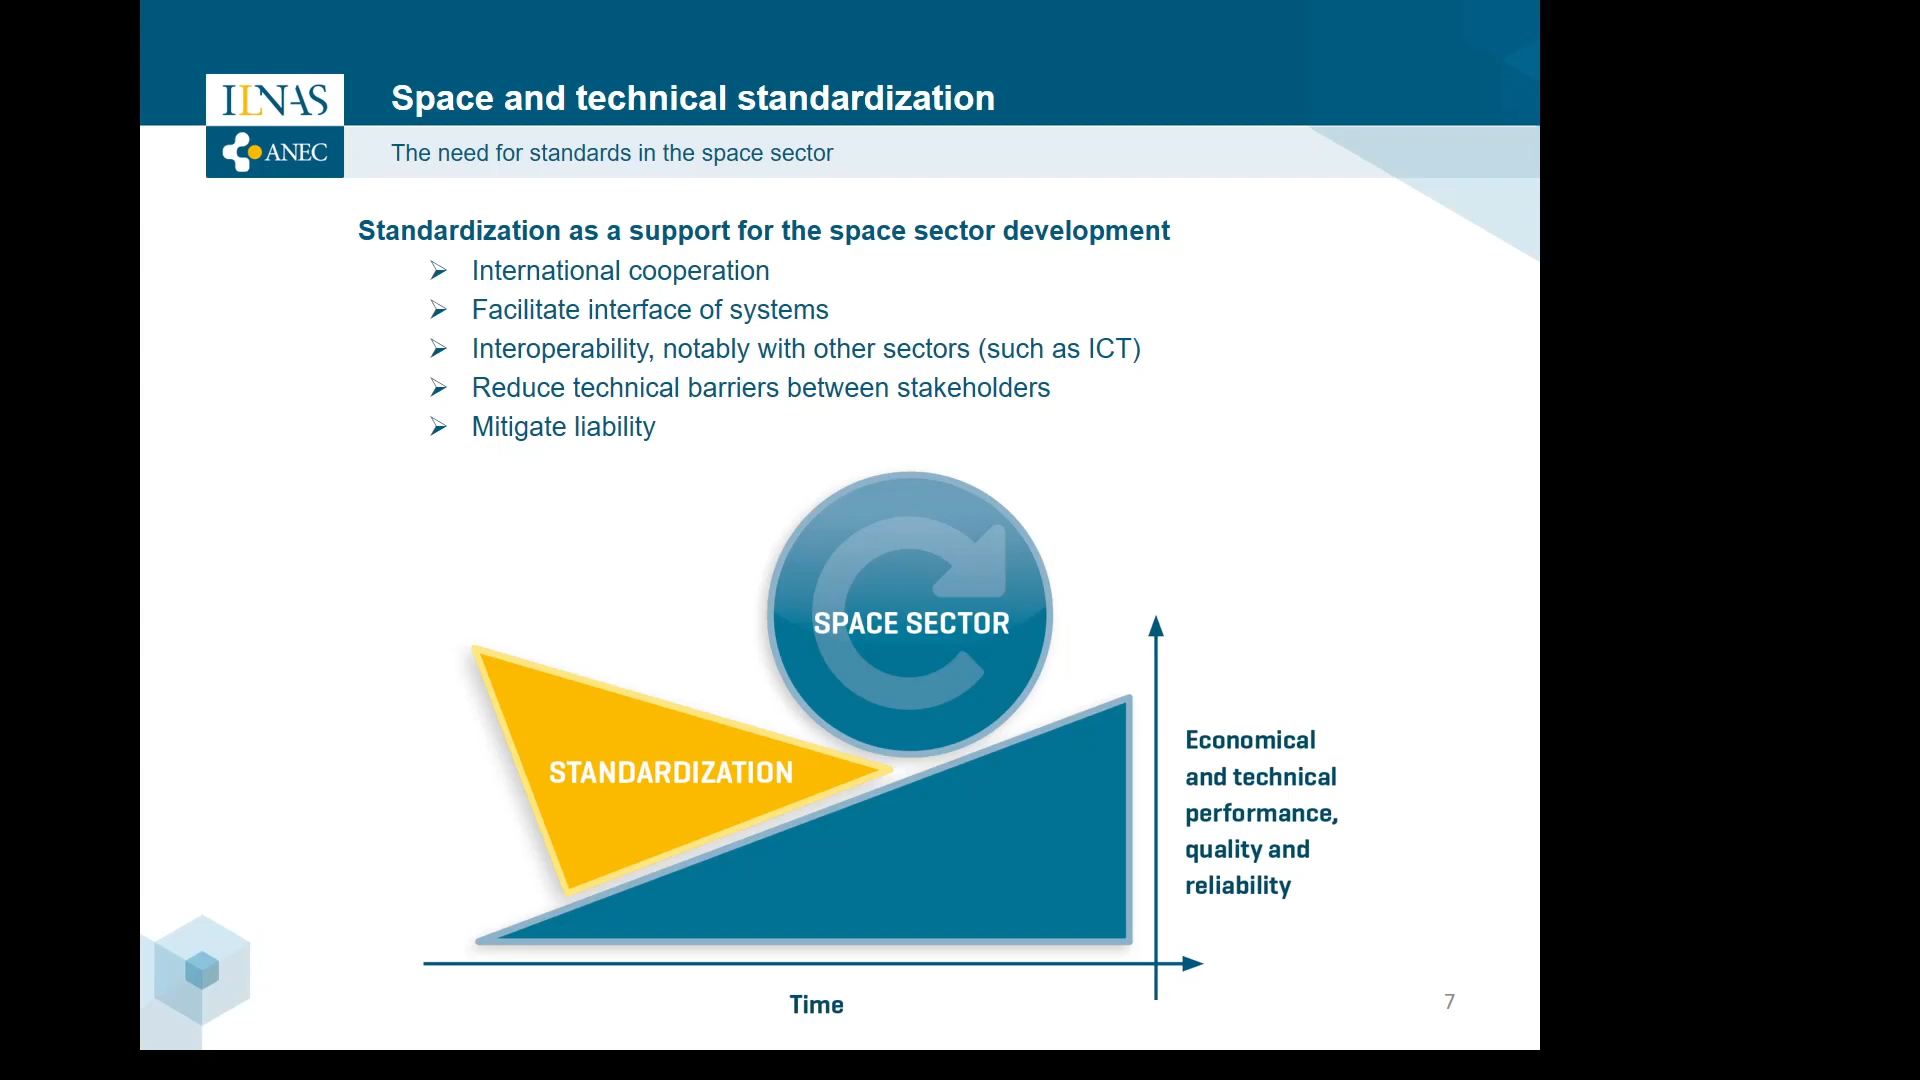 ILNAS
ANEC
Space and technical standardization
The need for standards in the space sector
Standardization as a support for the space sector development
International cooperation
Facilitate interface of systems
Interoperability, notably with other sectors (such as ICT)
Reduce technical barriers between stakeholders
Mitigate liability
SPACE SECTOR
STANDARDIZATION
Economical
and technical
performance,
quality and
reliability
Time
7